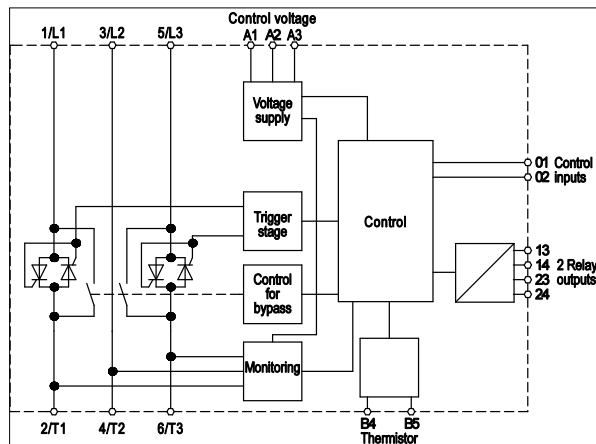 Control voltage
1/L1 3/L2 5/L3 A1 A2 A3
Voltage
supply
01 Control
02 inputs
Trigger
stage
Control
13
14 2 Relay
23 outputs
24
Control
for
bypass
Monitoring
2/T1 4/T2 6/T3 B4 B5
Thermistor